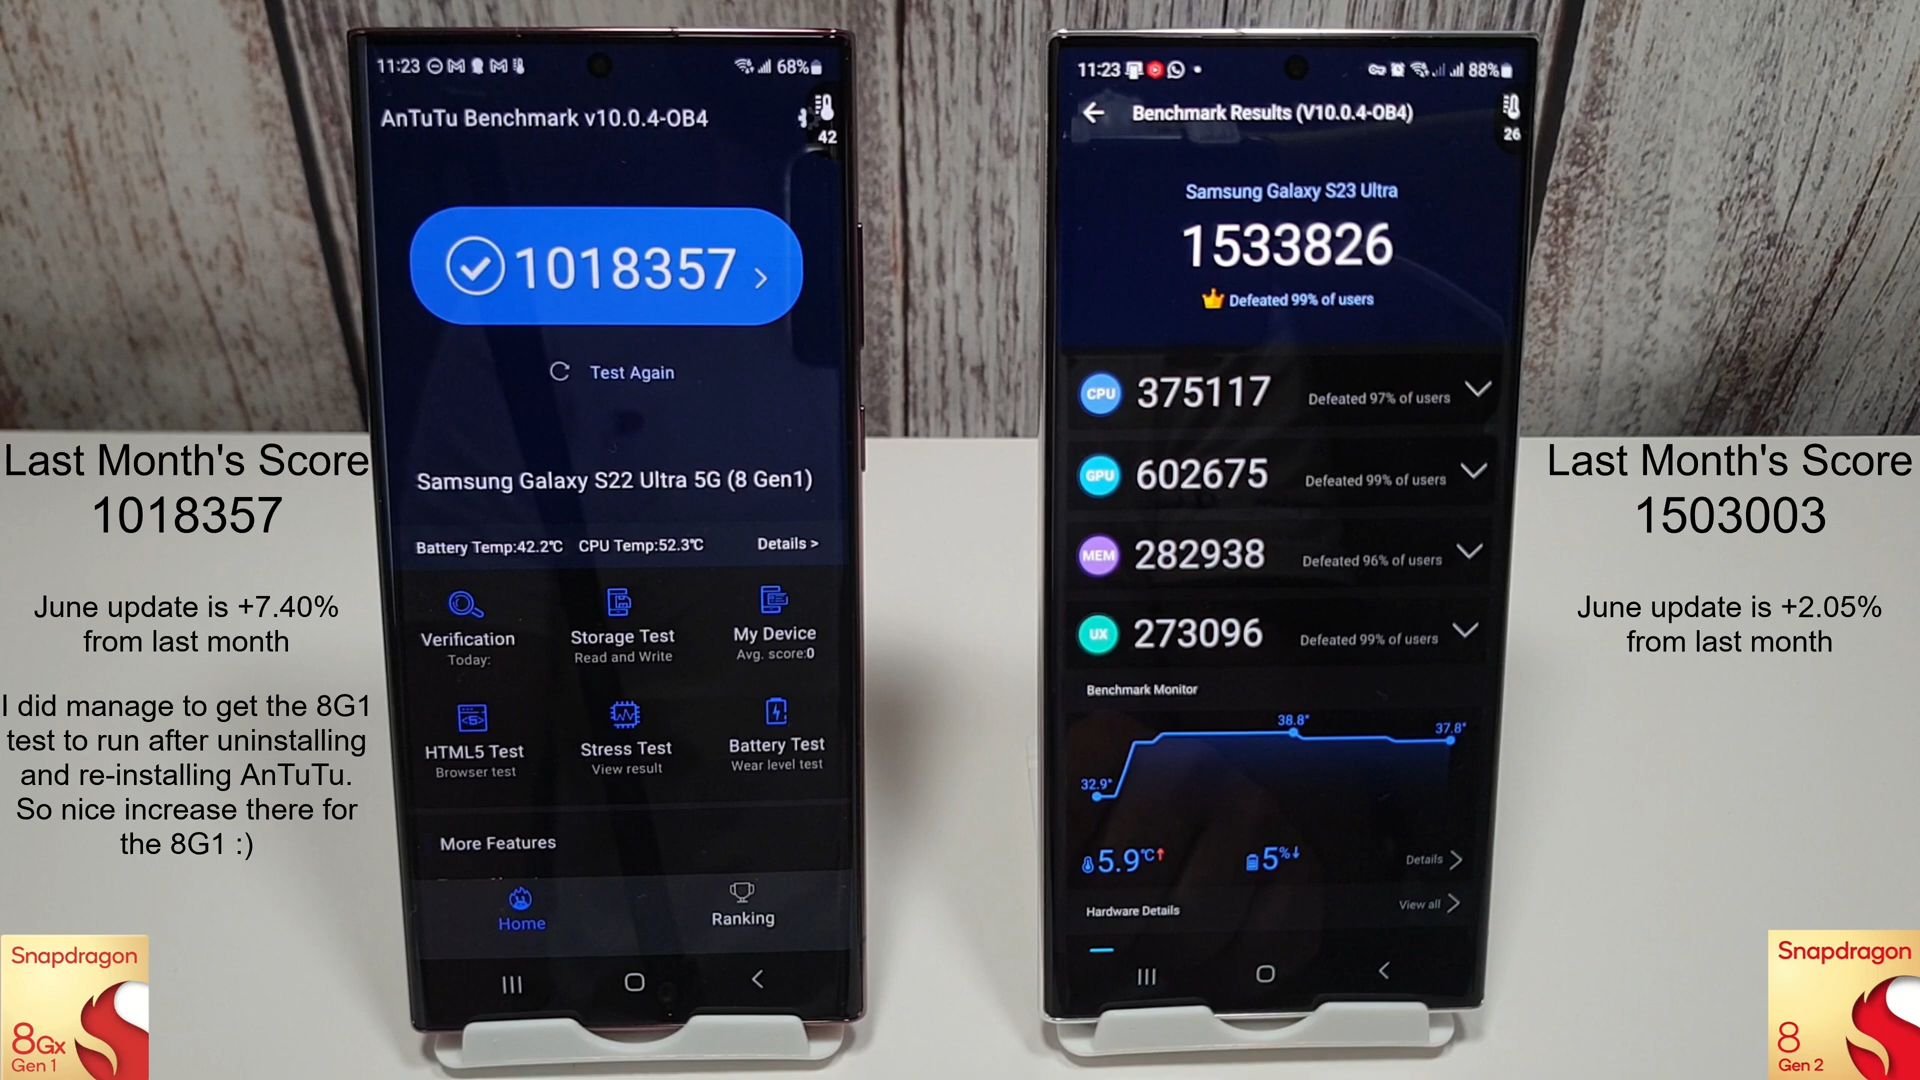 11:23
68%
AnTuTu Benchmark v10.0.4-OB4
42
1018357
Test Again
Samsung Galaxy S22 Ultra 5G (8 Gen1)
Battery Temp:42.2℃ CPU Temp:52.3℃ Details >
Verification
Today:
Storage Test
Read and Write
My Device
Avg. score:0
HTML5 Test
Browser test
Stress Test
View result
Battery Test
Wear level test
More Features
Home
Ranking
11:23
88%
Benchmark Results (V10.0.4-OB4)
26
Samsung Galaxy S23 Ultra
1533826
Defeated 99% of users
CPU 375117 Defeated 97% of users
GPU 602675 Defeated 99% of users
MEM 282938 Defeated 96% of users
UX 273096 Defeated 99% of users
Benchmark Monitor
32.9°
38.8°
37.8°
5.9℃
5%
Details
Hardware Details
View all
Last Month's Score
1018357
June update is +7.40%
from last month
I did manage to get the 8G1
test to run after uninstalling
and re-installing AnTuTu.
So nice increase there for
the 8G1 :)
Snapdragon
8Gx
Gen 1
Last Month's Score
1503003
June update is +2.05%
from last month
Snapdragon
8
Gen 2